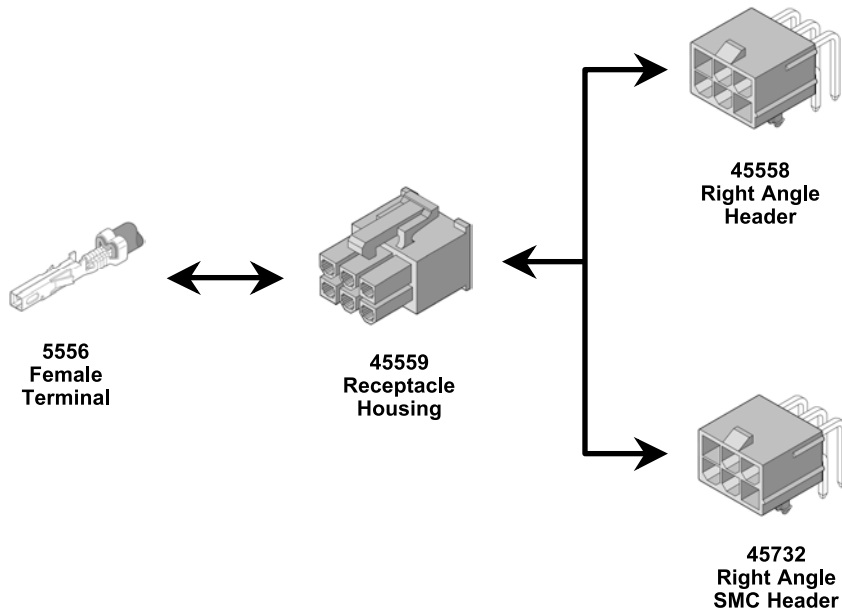 45558
Right Angle
Header
5556
Female
Terminal
45559
Receptacle
Housing
45732
Right Angle
SMC Header